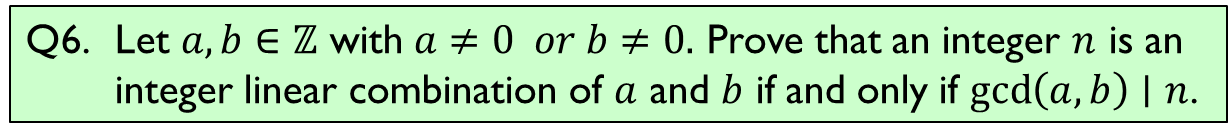 Q6. Let 𝑎, 𝑏 ∈ ℤ with 𝑎 ≠ 0 𝑜𝑟 𝑏 ≠ 0. Prove that an integer 𝑛 is an
integer linear combination of 𝑎 and 𝑏 if and only if gcd(𝑎, 𝑏) ∣ 𝑛.